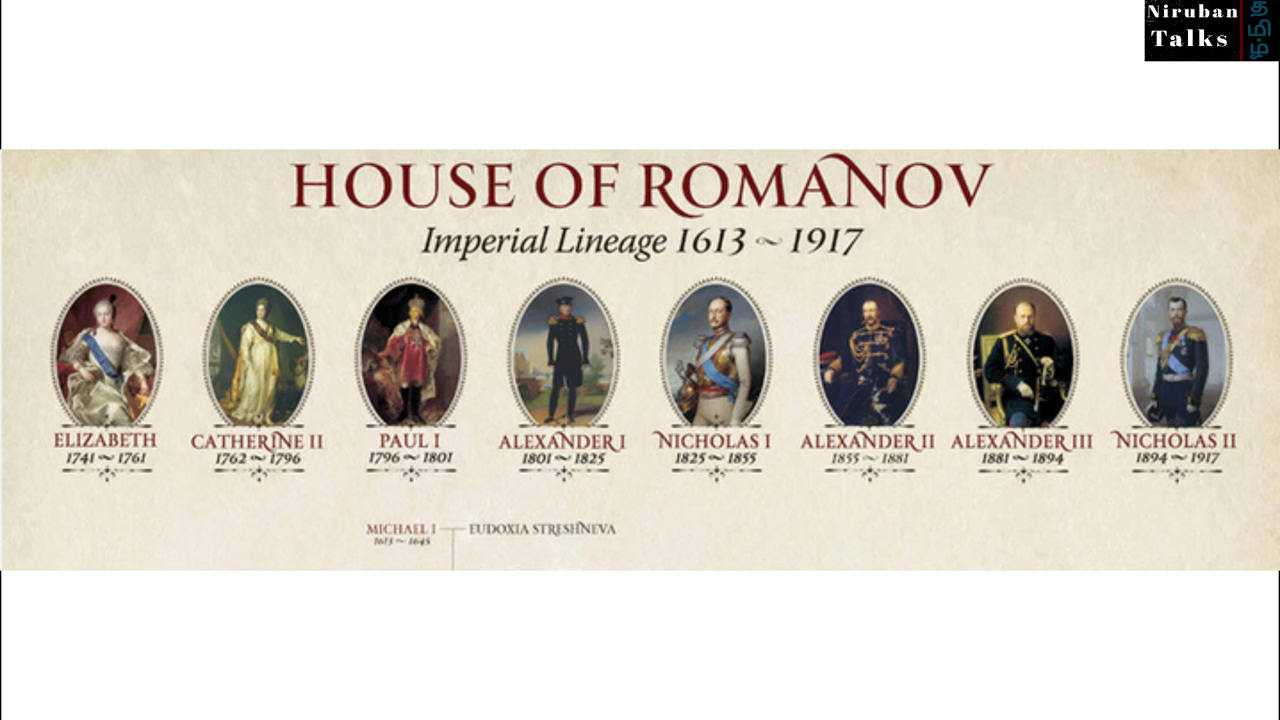 Niruban
Talks
ந.ந்த
HOUSE OF ROMANOV
Imperial Lineage 1613 ~ 1917
ELIZABETH
1741 ~ 1761
CATHERINE II
1762 ~ 1796
PAUL I
1796 ~ 1801
ALEXANDER I
1801 ~ 1825
NICHOLAS I
1825 ~ 1855
ALEXANDER II
1855 ~ 1881
ALEXANDER III
1881 ~ 1894
NICHOLAS II
1894 ~ 1917
MICHAEL I
1613 ~ 1645
EUDOXIA STRESHNEVA